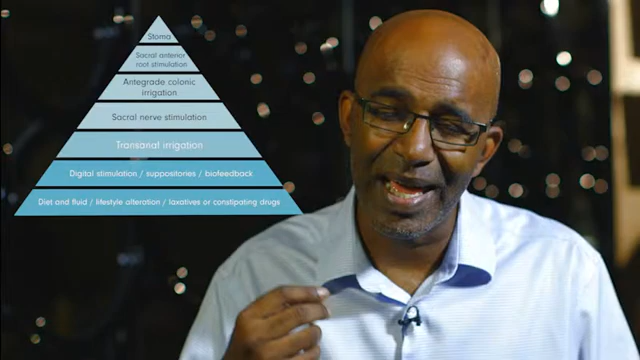 Stoma
Sacral anterior
root stimulation
Antegrade colonic
irrigation
Sacral nerve stimulation
Transanal irrigation
Digital stimulation / suppositories / biofeedback
Diet and fluid / lifestyle alteration / laxatives or constipating drugs